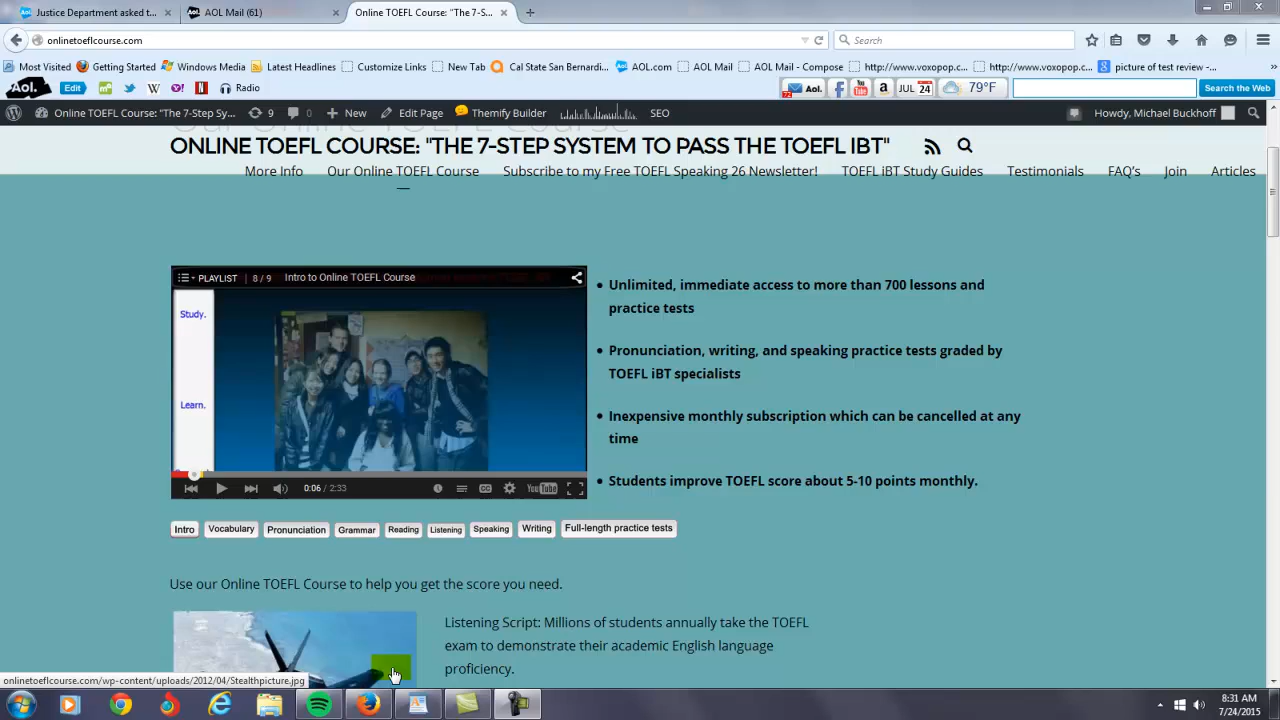 Justice Department asked t...
AOL Mail (61)
Online TOEFL Course: "The 7-S...
onlinetoeflcourse.com
Search
Most Visited
Getting Started
Windows Media
Latest Headlines
Customize Links
New Tab
Cal State San Bernardi...
AOL.com
AOL Mail
AOL Mail - Compose
http://www.voxopop.c...
http://www.voxopop.c...
picture of test review -...
Aol.
Edit
Radio
Aol.
JUL 24
79°F
Search the Web
Online TOEFL Course: "The 7-Step Sy...
9
0
New
Edit Page
Themify Builder
SEO
Howdy, Michael Buckhoff
Our Online TOEFL Course
ONLINE TOEFL COURSE: "THE 7-STEP SYSTEM TO PASS THE TOEFL IBT"
More Info
Our Online TOEFL Course
Subscribe to my Free TOEFL Speaking 26 Newsletter!
TOEFL iBT Study Guides
Testimonials
FAQ's
Join
Articles
PLAYLIST | 8 / 9 Intro to Online TOEFL Course
Study.
Learn.
0:06 / 2:33
YouTube
Unlimited, immediate access to more than 700 lessons and
practice tests
Pronunciation, writing, and speaking practice tests graded by
TOEFL iBT specialists
Inexpensive monthly subscription which can be cancelled at any
time
Students improve TOEFL score about 5-10 points monthly.
Intro
Vocabulary
Pronunciation
Grammar
Reading
Listening
Speaking
Writing
Full-length practice tests
Use our Online TOEFL Course to help you get the score you need.
Listening Script: Millions of students annually take the TOEFL
exam to demonstrate their academic English language
proficiency.
onlinetoeflcourse.com/wp-content/uploads/2012/04/Stealthpicture.jpg
8:31 AM
7/24/2015